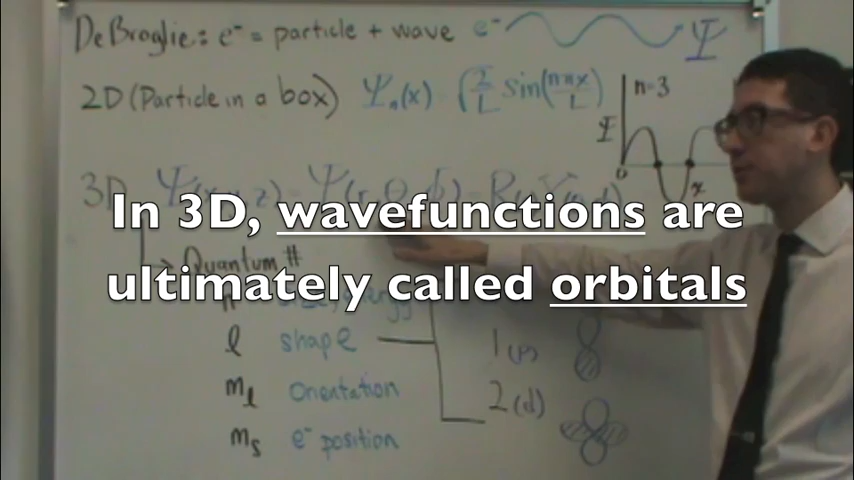 DeBroglie: e⁻ = particle + wave e⁻ Ψ
2D (Particle in a box) Ψₙ(x) √2/L sin(nπx/L)
n=3
Ψ
0 x
3D
In 3D, wavefunctions are
Quantum #
ultimately called orbitals
l shape 1 (p)
mₗ Orientation 2 (d)
mₛ e⁻ position